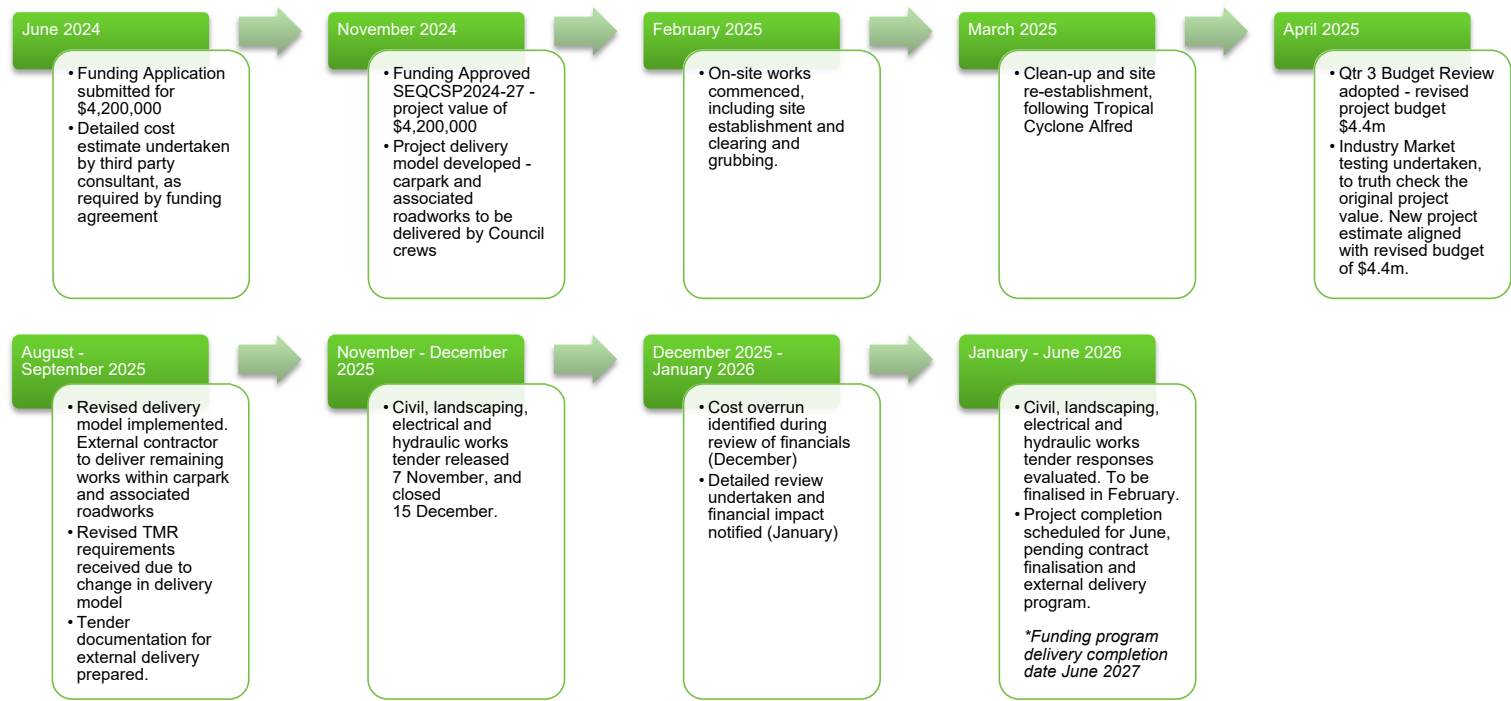 June 2024
• Funding Application
submitted for
$4,200,000
• Detailed cost
estimate undertaken
by third party
consultant, as
required by funding
agreement
November 2024
• Funding Approved
SEQCSP2024-27 -
project value of
$4,200,000
• Project delivery
model developed -
carpark and
associated
roadworks to be
delivered by Council
crews
February 2025
• On-site works
commenced,
including site
establishment and
clearing and
grubbing.
March 2025
• Clean-up and site
re-establishment,
following Tropical
Cyclone Alfred
April 2025
• Qtr 3 Budget Review
adopted - revised
project budget
$4.4m
• Industry Market
testing undertaken,
to truth check the
original project
value. New project
estimate aligned
with revised budget
of $4.4m.
August -
September 2025
• Revised delivery
model implemented.
External contractor
to deliver remaining
works within carpark
and associated
roadworks
• Revised TMR
requirements
received due to
change in delivery
model
• Tender
documentation for
external delivery
prepared.
November - December
2025
• Civil, landscaping,
electrical and
hydraulic works
tender released
7 November, and
closed
15 December.
December 2025 -
January 2026
• Cost overrun
identified during
review of financials
(December)
• Detailed review
undertaken and
financial impact
notified (January)
January - June 2026
• Civil, landscaping,
electrical and
hydraulic works
tender responses
evaluated. To be
finalised in February.
• Project completion
scheduled for June,
pending contract
finalisation and
external delivery
program.
*Funding program
delivery completion
date June 2027